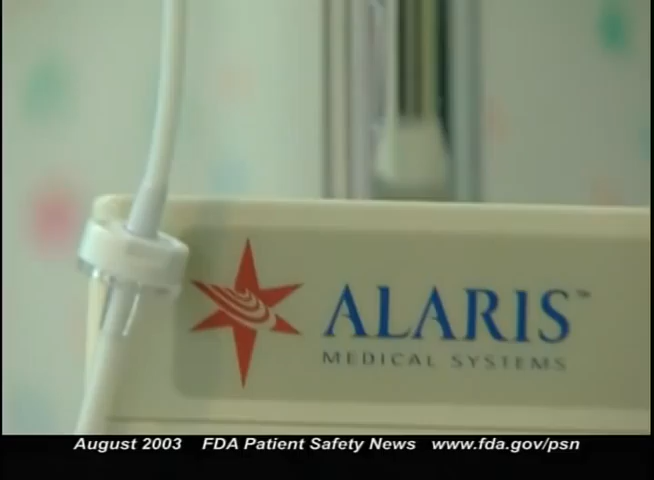 ALARIS™
MEDICAL SYSTEMS
August 2003 FDA Patient Safety News www.fda.gov/psn